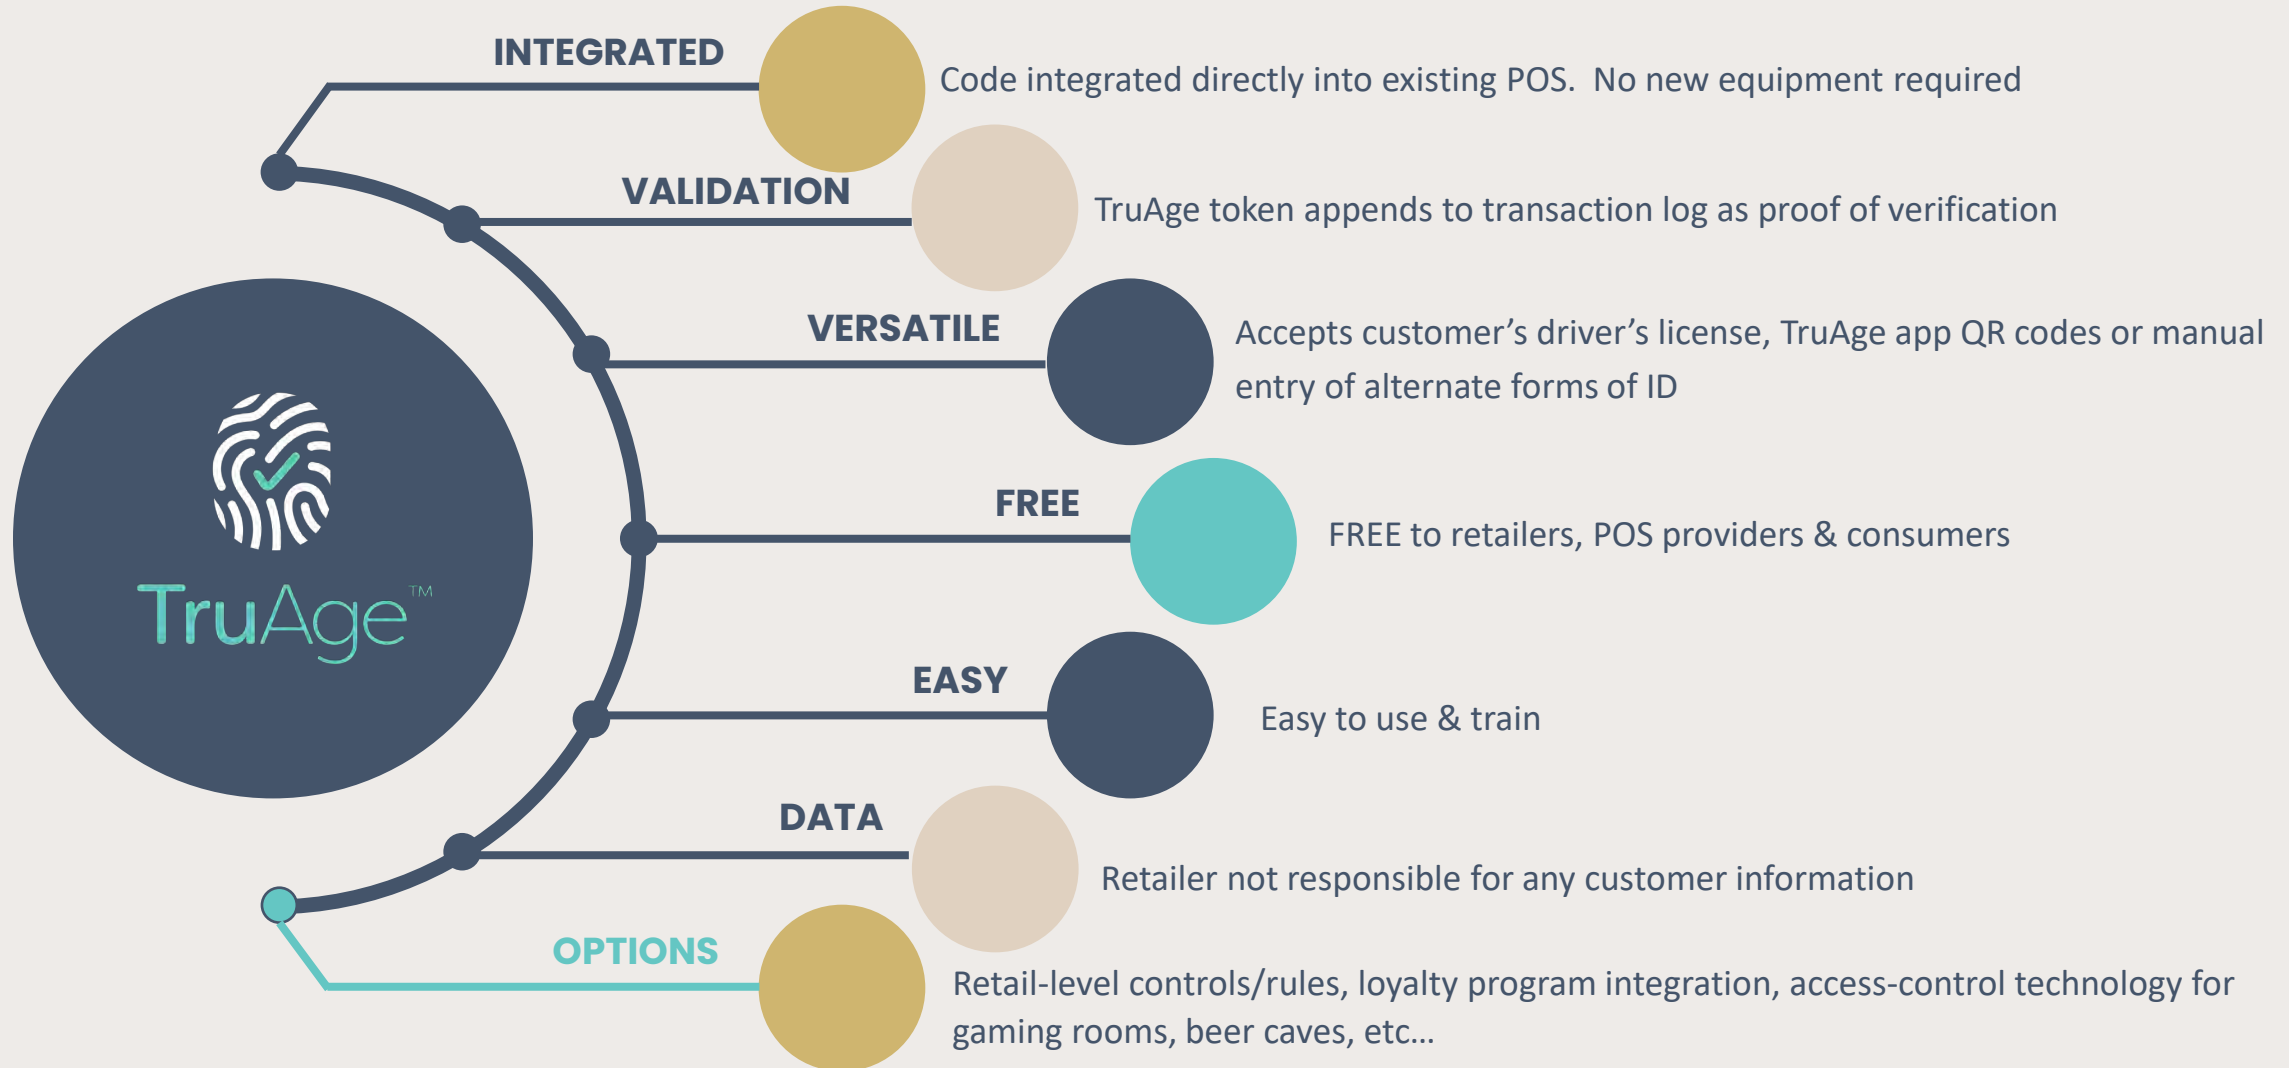 INTEGRATED
Code integrated directly into existing POS.  No new equipment required
VALIDATION
TruAge token appends to transaction log as proof of verification
VERSATILE
Accepts customer’s driver’s license, TruAge app QR codes or manual
entry of alternate forms of ID
FREE
FREE to retailers, POS providers & consumers
TruAge™
EASY
Easy to use & train
DATA
Retailer not responsible for any customer information
OPTIONS
Retail-level controls/rules, loyalty program integration, access-control technology for
gaming rooms, beer caves, etc…